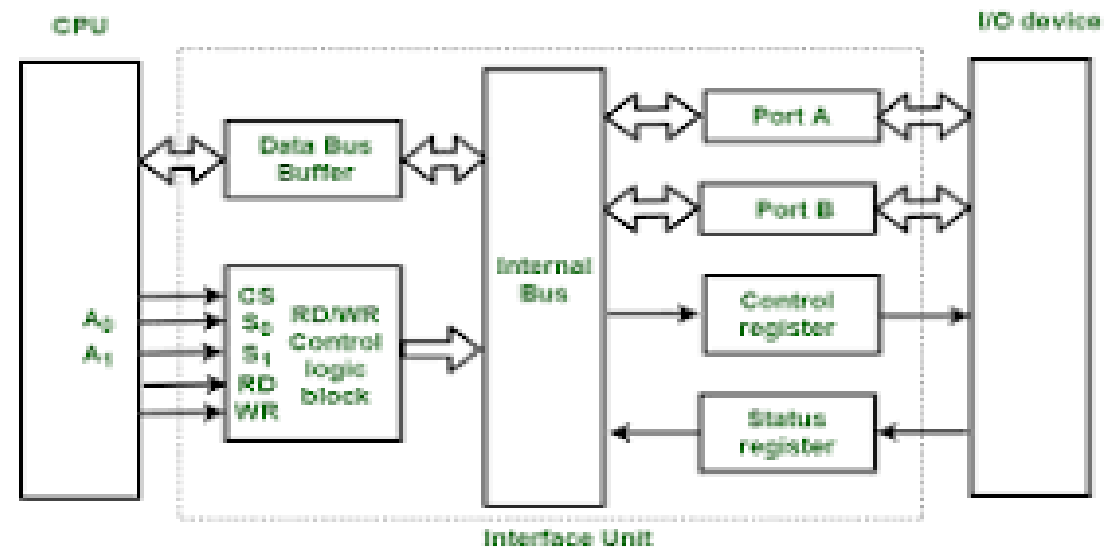 CPU
I/O device
Data Bus
Buffer
Port A
Port B
Internal
Bus
A0
A1
CS
S0
S1
RD
WR
RD/WR
Control
logic
block
Control
register
Status
register
Interface Unit